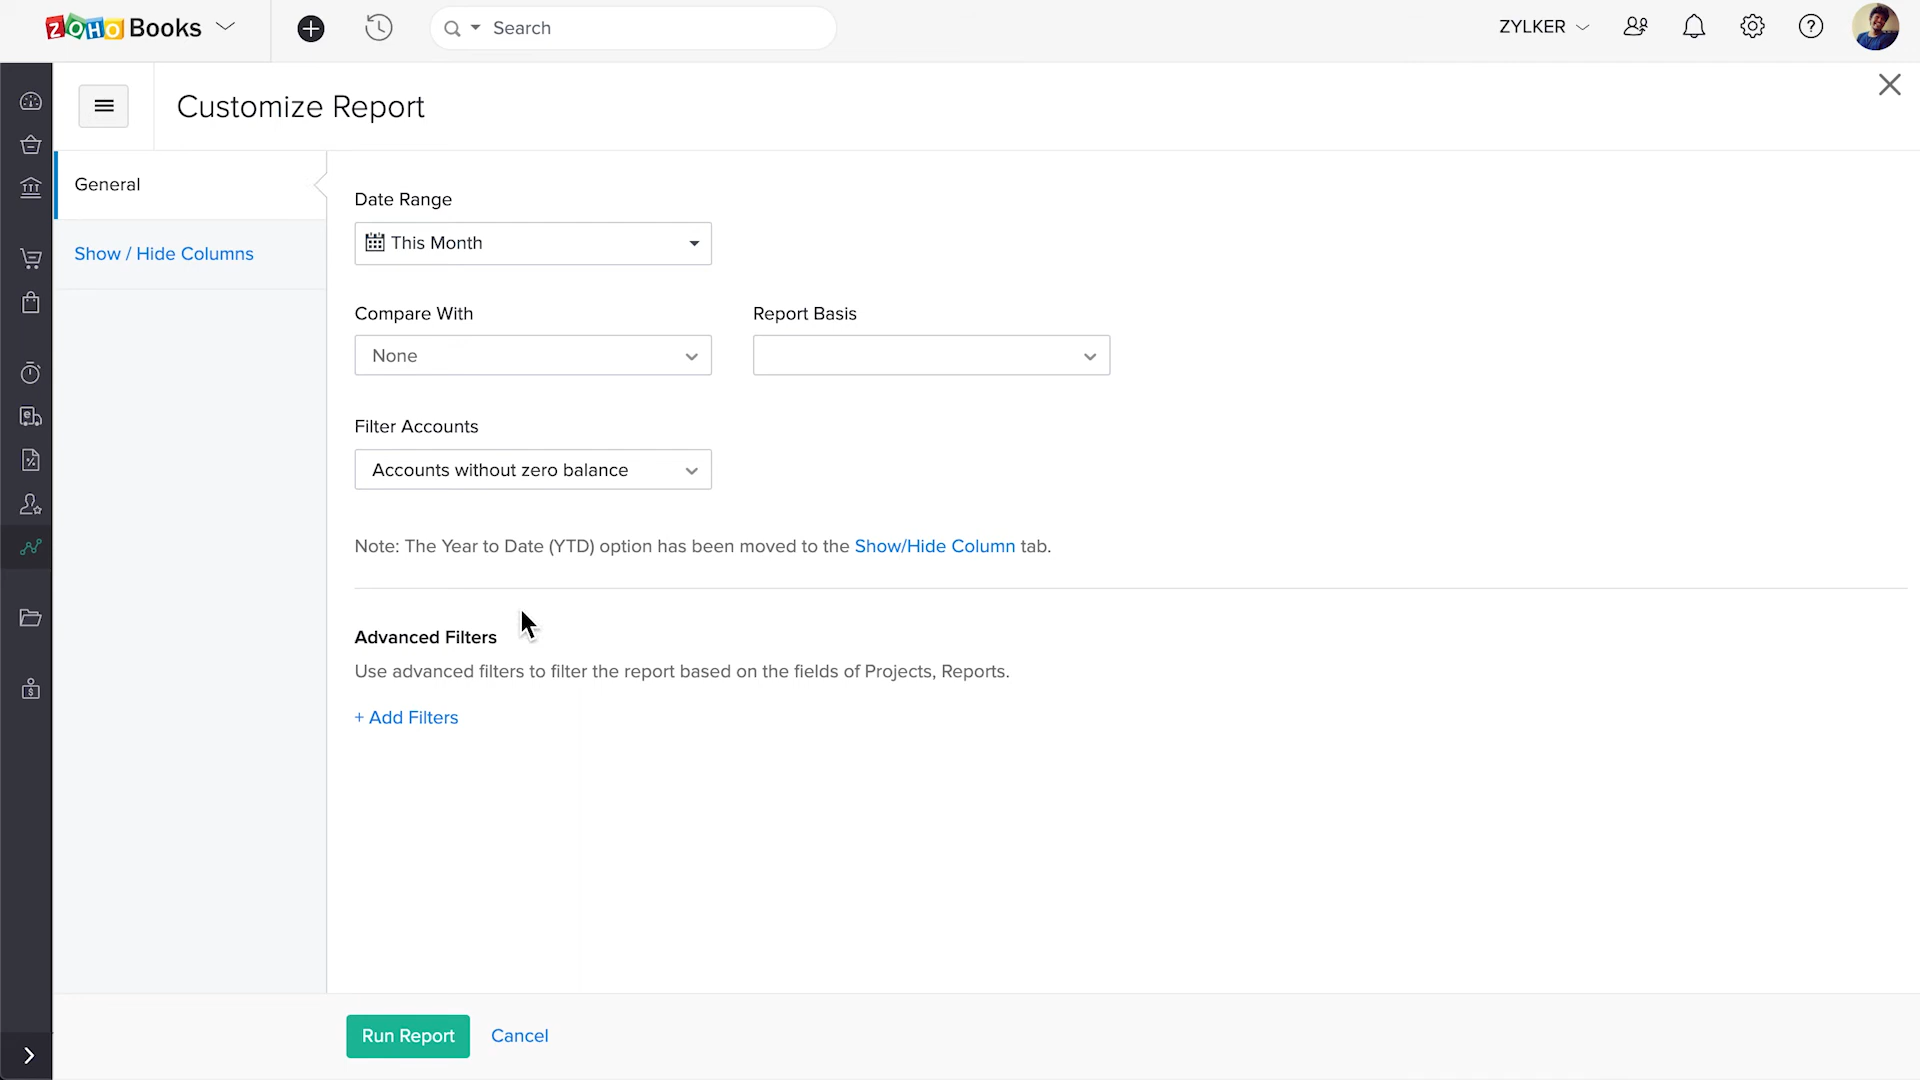 ZOHO Books
Search
ZYLKER
Customize Report
General
Show / Hide Columns
Date Range
This Month
Compare With
Report Basis
None
Filter Accounts
Accounts without zero balance
Note: The Year to Date (YTD) option has been moved to the Show/Hide Column tab.
Advanced Filters
Use advanced filters to filter the report based on the fields of Projects, Reports.
+ Add Filters
Run Report
Cancel